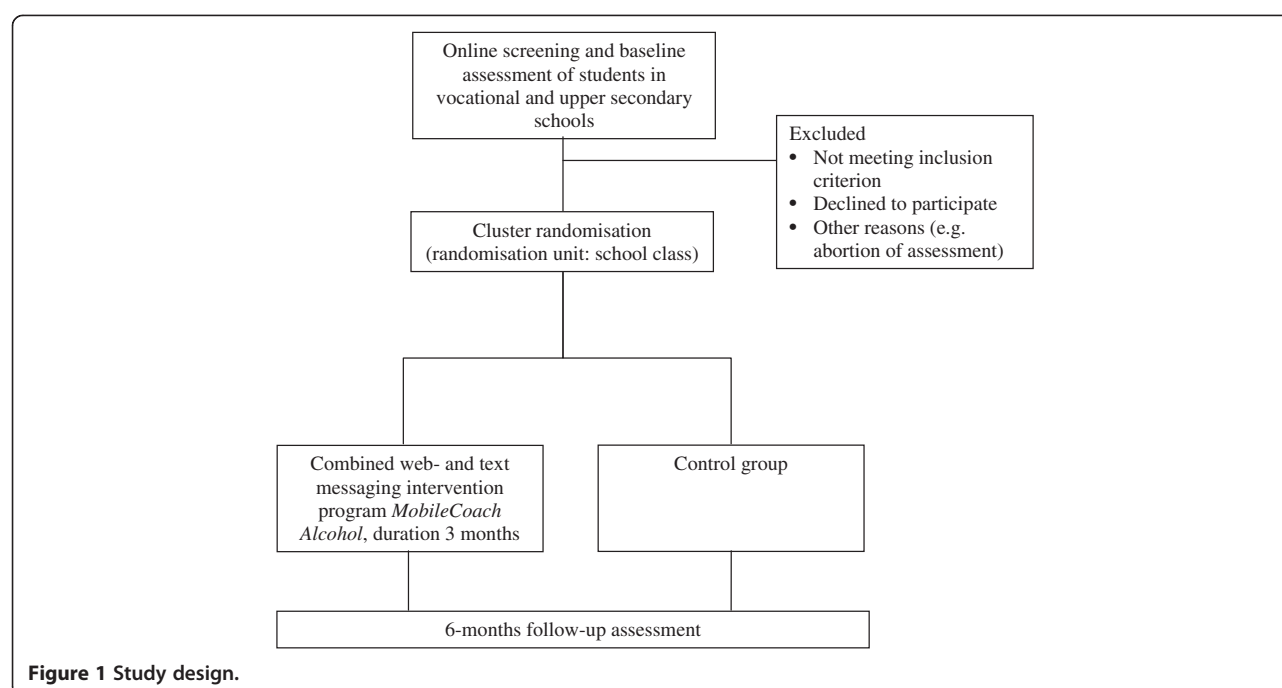 Online screening and baseline
assessment of students in
vocational and upper secondary
schools
Excluded
• Not meeting inclusion
criterion
• Declined to participate
• Other reasons (e.g.
abortion of assessment)
Cluster randomisation
(randomisation unit: school class)
Combined web- and text
messaging intervention
program MobileCoach
Alcohol, duration 3 months
Control group
6-months follow-up assessment
Figure 1 Study design.